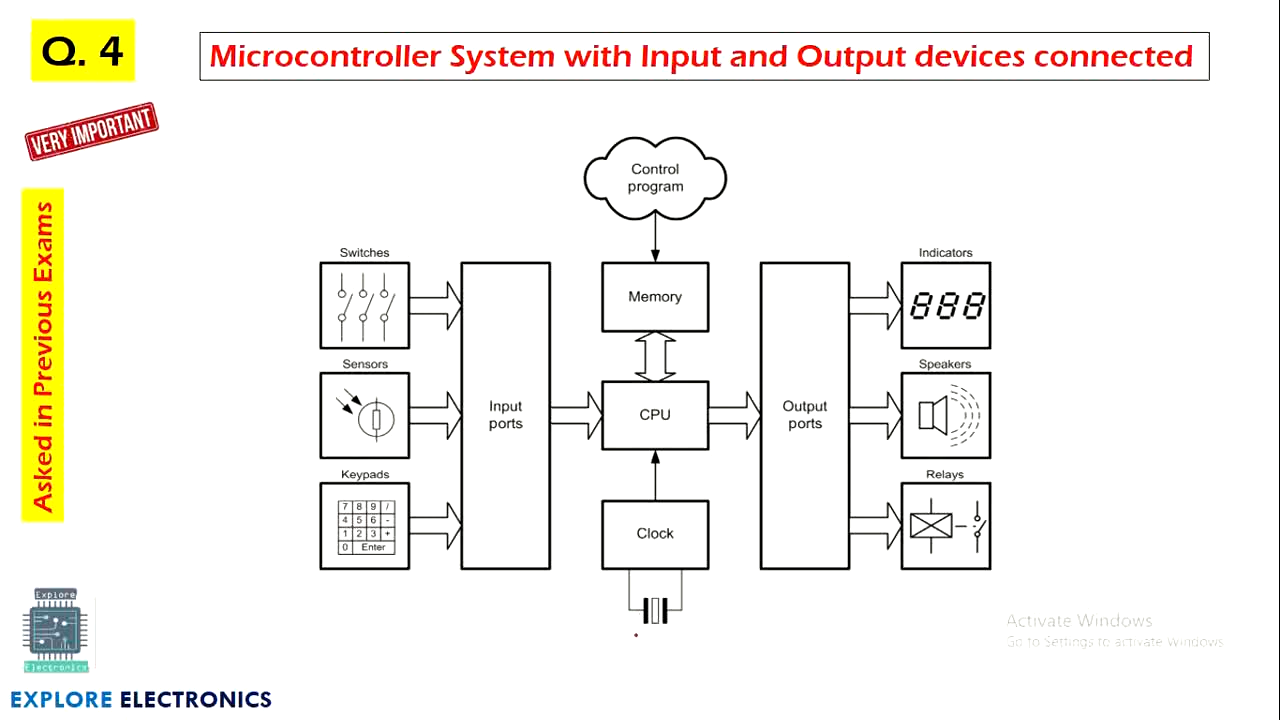 Q. 4
Microcontroller System with Input and Output devices connected
VERY IMPORTANT
Asked in Previous Exams
Control
program
Switches
Memory
Indicators
888
Sensors
Input
ports
CPU
Output
ports
Speakers
Keypads
7 8 9 /
4 5 6 -
1 2 3 +
0 Enter
Clock
Relays
Explore
Electronics
EXPLORE ELECTRONICS
Activate Windows
Go to Settings to activate Windows.